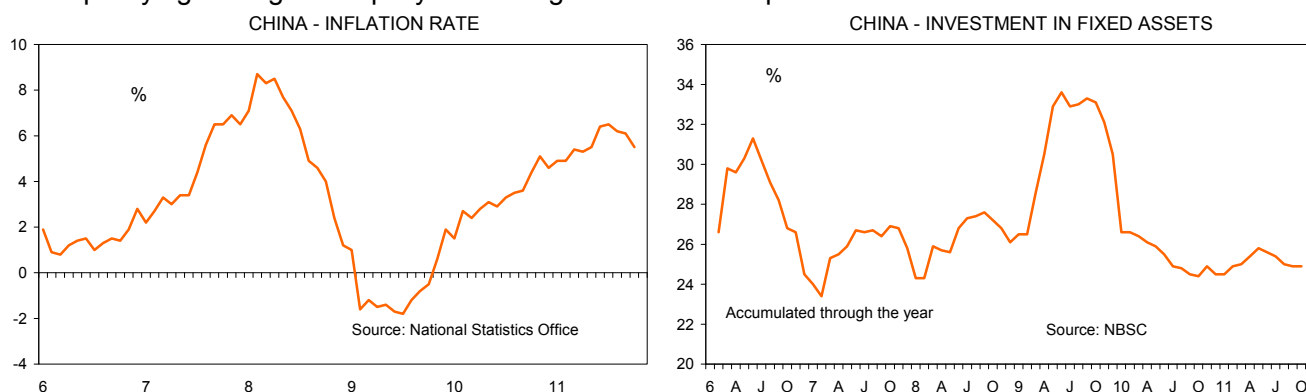 CHINA - INFLATION RATE
10
8
6
4
2
0
-2
-4
%
Source: National Statistics Office
6 7 8 9 10 11
CHINA - INVESTMENT IN FIXED ASSETS
36
34
32
30
28
26
24
22
20
%
Accumulated through the year
Source: NBSC
6 A J O 7 A J O 8 A J O 9 A J O 10 A J O 11 A J O